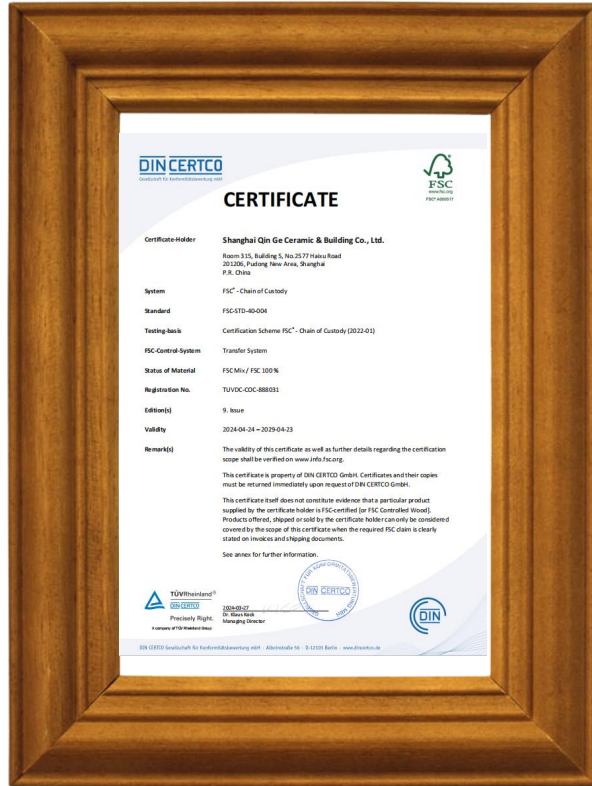 DIN CERTCO
Gesellschaft für Konformitätsbewertung mbH
FSC
www.fsc.org
FSC® A000517
CERTIFICATE
Certificate-Holder
Shanghai Qin Ge Ceramic & Building Co., Ltd.
Room 315, Building 5, No.2577 Haixu Road
201206, Pudong New Area, Shanghai
P.R. China
System
FSC® - Chain of Custody
Standard
FSC-STD-40-004
Testing-basis
Certification Scheme FSC® - Chain of Custody (2022-01)
FSC-Control-System
Transfer System
Status of Material
FSC Mix / FSC 100 %
Registration No.
TUVDC-COC-888031
Edition(s)
9. Issue
Validity
2024-04-24 – 2029-04-23
Remark(s)
The validity of this certificate as well as further details regarding the certification
scope shall be verified on www.info.fsc.org.
This certificate is property of DIN CERTCO GmbH. Certificates and their copies
must be returned immediately upon request of DIN CERTCO GmbH.
This certificate itself does not constitute evidence that a particular product
supplied by the certificate holder is FSC-certified [or FSC Controlled Wood].
Products offered, shipped or sold by the certificate holder can only be considered
covered by the scope of this certificate when the required FSC claim is clearly
stated on invoices and shipping documents.
See annex for further information.
TÜVRheinland®
DIN CERTCO
Precisely Right.
A company of TÜV Rheinland Group
GESELLSCHAFT FÜR KONFORMITÄTSBEWERTUNG MBH
DIN CERTCO
2024-03-27
Dr. Klaus Keck
Managing Director
DIN
DIN CERTCO Gesellschaft für Konformitätsbewertung mbH · Alboinstraße 56 · D-12103 Berlin · www.dincertco.de